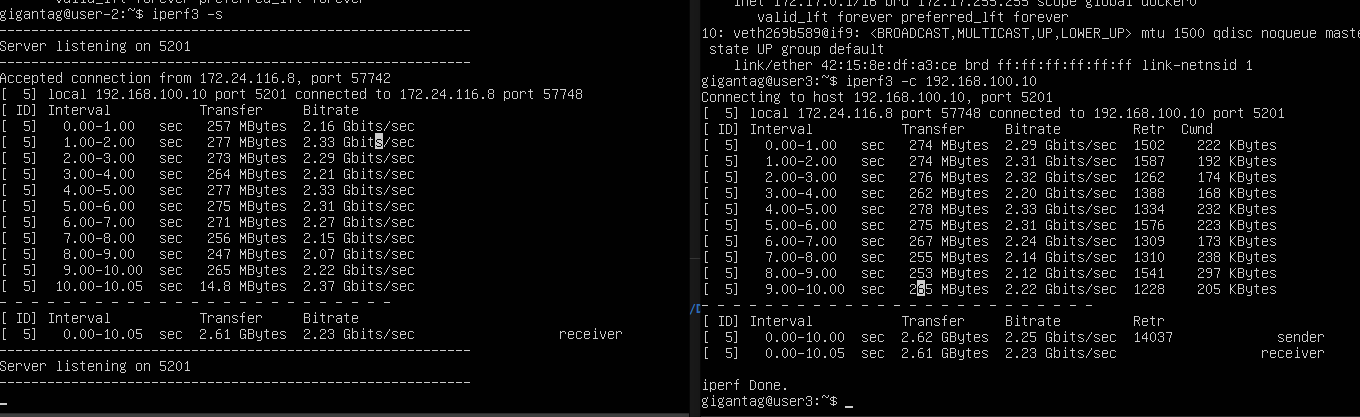 valid_lft forever preferred_lft forever
gigantag@user-2:~$ iperf3 -s
-----------------------------------------------------------
Server listening on 5201
-----------------------------------------------------------
Accepted connection from 172.24.116.8, port 57742
[  5] local 192.168.100.10 port 5201 connected to 172.24.116.8 port 57748
[ ID] Interval           Transfer     Bitrate
[  5]   0.00-1.00   sec   257 MBytes  2.16 Gbits/sec
[  5]   1.00-2.00   sec   277 MBytes  2.33 Gbits/sec
[  5]   2.00-3.00   sec   273 MBytes  2.29 Gbits/sec
[  5]   3.00-4.00   sec   264 MBytes  2.21 Gbits/sec
[  5]   4.00-5.00   sec   277 MBytes  2.33 Gbits/sec
[  5]   5.00-6.00   sec   275 MBytes  2.31 Gbits/sec
[  5]   6.00-7.00   sec   271 MBytes  2.27 Gbits/sec
[  5]   7.00-8.00   sec   256 MBytes  2.15 Gbits/sec
[  5]   8.00-9.00   sec   247 MBytes  2.07 Gbits/sec
[  5]   9.00-10.00  sec   265 MBytes  2.22 Gbits/sec
[  5]  10.00-10.05  sec  14.8 MBytes  2.37 Gbits/sec
- - - - - - - - - - - - - - - - - - - - - - - - -
[ ID] Interval           Transfer     Bitrate
[  5]   0.00-10.05  sec  2.61 GBytes  2.23 Gbits/sec                  receiver
-----------------------------------------------------------
Server listening on 5201
-----------------------------------------------------------
_
inet 172.17.0.1/16 brd 172.17.255.255 scope global docker0
valid_lft forever preferred_lft forever
10: veth269b589@if9: <BROADCAST,MULTICAST,UP,LOWER_UP> mtu 1500 qdisc noqueue maste
state UP group default
link/ether 42:15:8e:df:a3:ce brd ff:ff:ff:ff:ff:ff link-netnsid 1
gigantag@user3:~$ iperf3 -c 192.168.100.10
Connecting to host 192.168.100.10, port 5201
[  5] local 172.24.116.8 port 57748 connected to 192.168.100.10 port 5201
[ ID] Interval           Transfer     Bitrate         Retr  Cwnd
[  5]   0.00-1.00   sec   274 MBytes  2.29 Gbits/sec  1502    222 KBytes
[  5]   1.00-2.00   sec   274 MBytes  2.31 Gbits/sec  1587    192 KBytes
[  5]   2.00-3.00   sec   276 MBytes  2.32 Gbits/sec  1262    174 KBytes
[  5]   3.00-4.00   sec   262 MBytes  2.20 Gbits/sec  1388    168 KBytes
[  5]   4.00-5.00   sec   278 MBytes  2.33 Gbits/sec  1334    232 KBytes
[  5]   5.00-6.00   sec   275 MBytes  2.31 Gbits/sec  1576    223 KBytes
[  5]   6.00-7.00   sec   267 MBytes  2.24 Gbits/sec  1309    173 KBytes
[  5]   7.00-8.00   sec   255 MBytes  2.14 Gbits/sec  1310    238 KBytes
[  5]   8.00-9.00   sec   253 MBytes  2.12 Gbits/sec  1541    297 KBytes
[  5]   9.00-10.00  sec   265 MBytes  2.22 Gbits/sec  1228    205 KBytes
- - - - - - - - - - - - - - - - - - - - - - - - -
[ ID] Interval           Transfer     Bitrate         Retr
[  5]   0.00-10.00  sec  2.62 GBytes  2.25 Gbits/sec  14037             sender
[  5]   0.00-10.05  sec  2.61 GBytes  2.23 Gbits/sec                  receiver
iperf Done.
gigantag@user3:~$ _